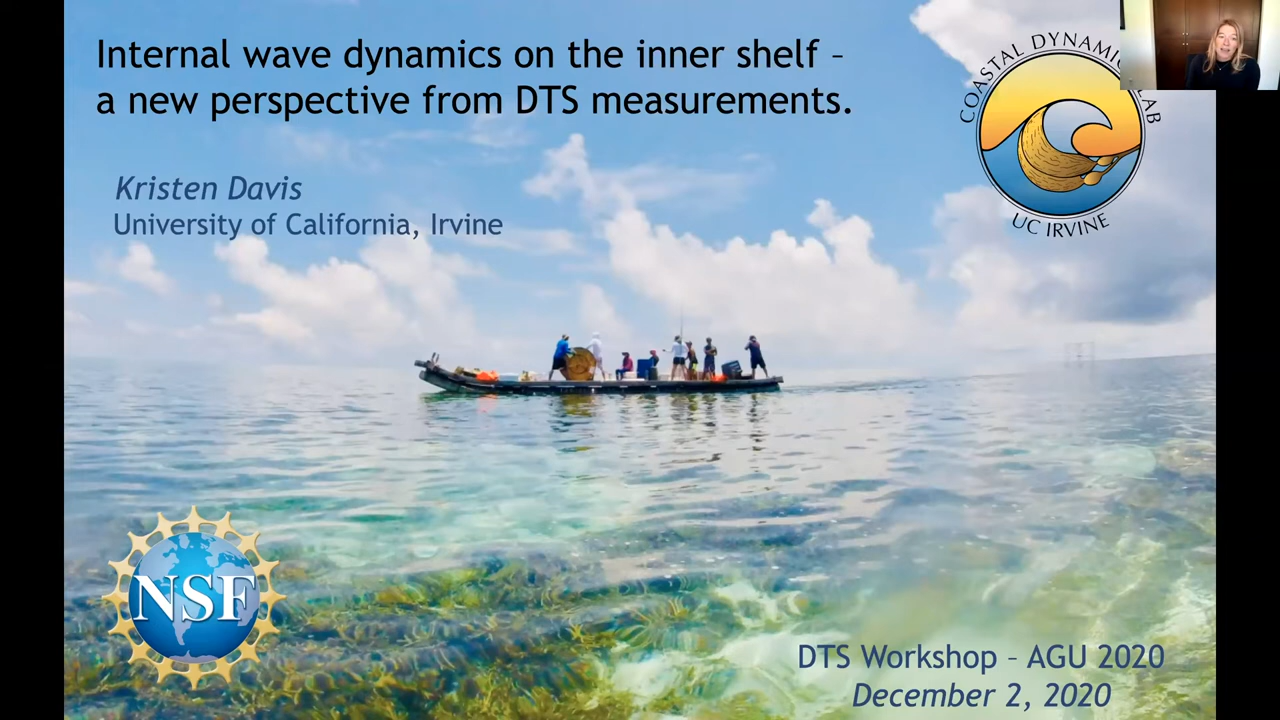 Internal wave dynamics on the inner shelf –
a new perspective from DTS measurements.
Kristen Davis
University of California, Irvine
COASTAL DYNAMI
LAB
UC IRVINE
NSF
DTS Workshop – AGU 2020
December 2, 2020